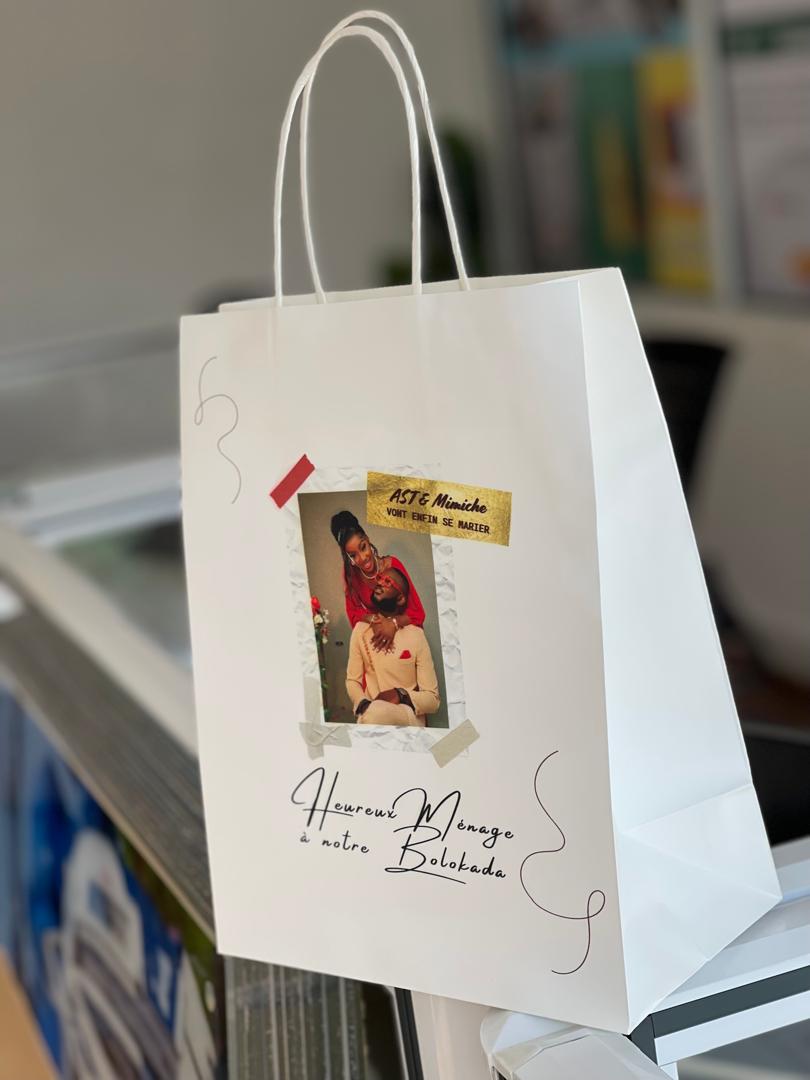 AST & Mimiche
VONT ENFIN SE MARIER
Heureux Ménage
à notre Bolokada